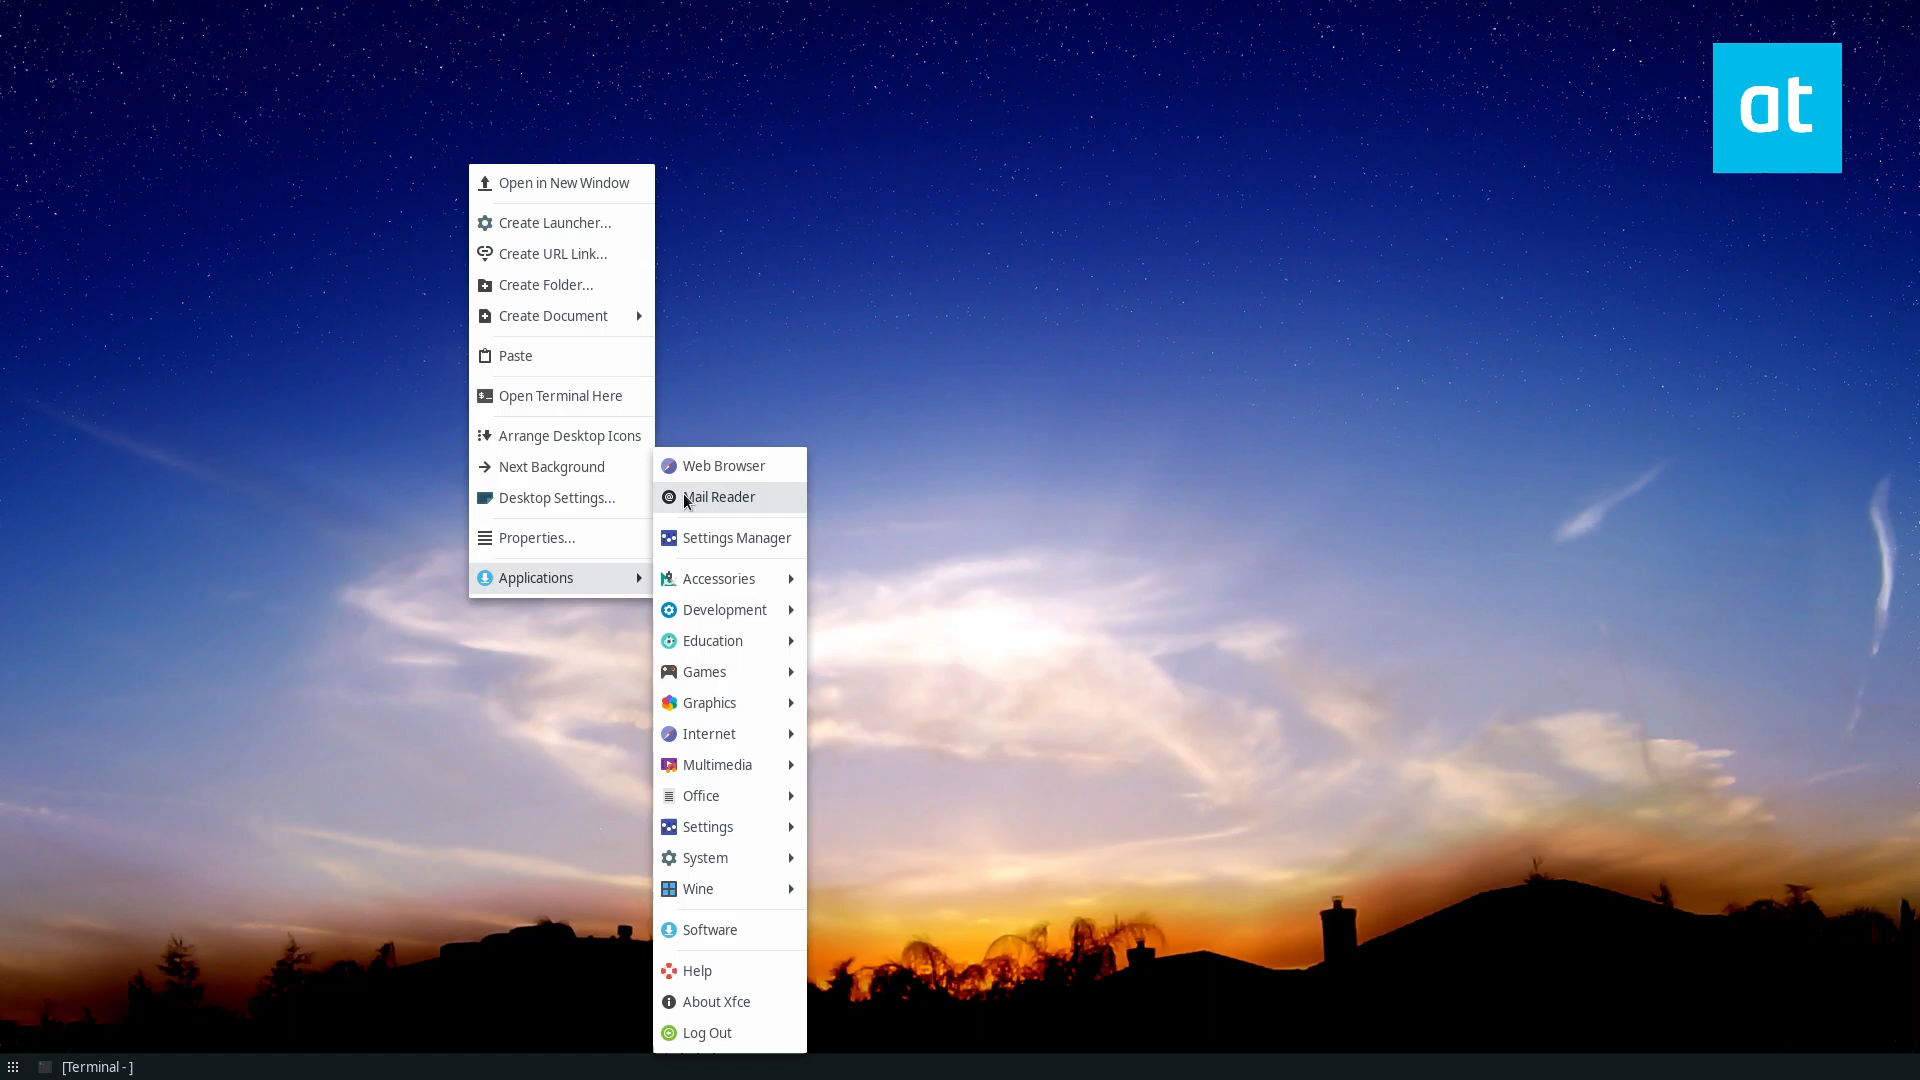 at
Open in New Window
Create Launcher...
Create URL Link...
Create Folder...
Create Document
Paste
Open Terminal Here
Arrange Desktop Icons
Next Background
Desktop Settings...
Properties...
Applications
Web Browser
Mail Reader
Settings Manager
Accessories
Development
Education
Games
Graphics
Internet
Multimedia
Office
Settings
System
Wine
Software
Help
About Xfce
Log Out
[Terminal - ]